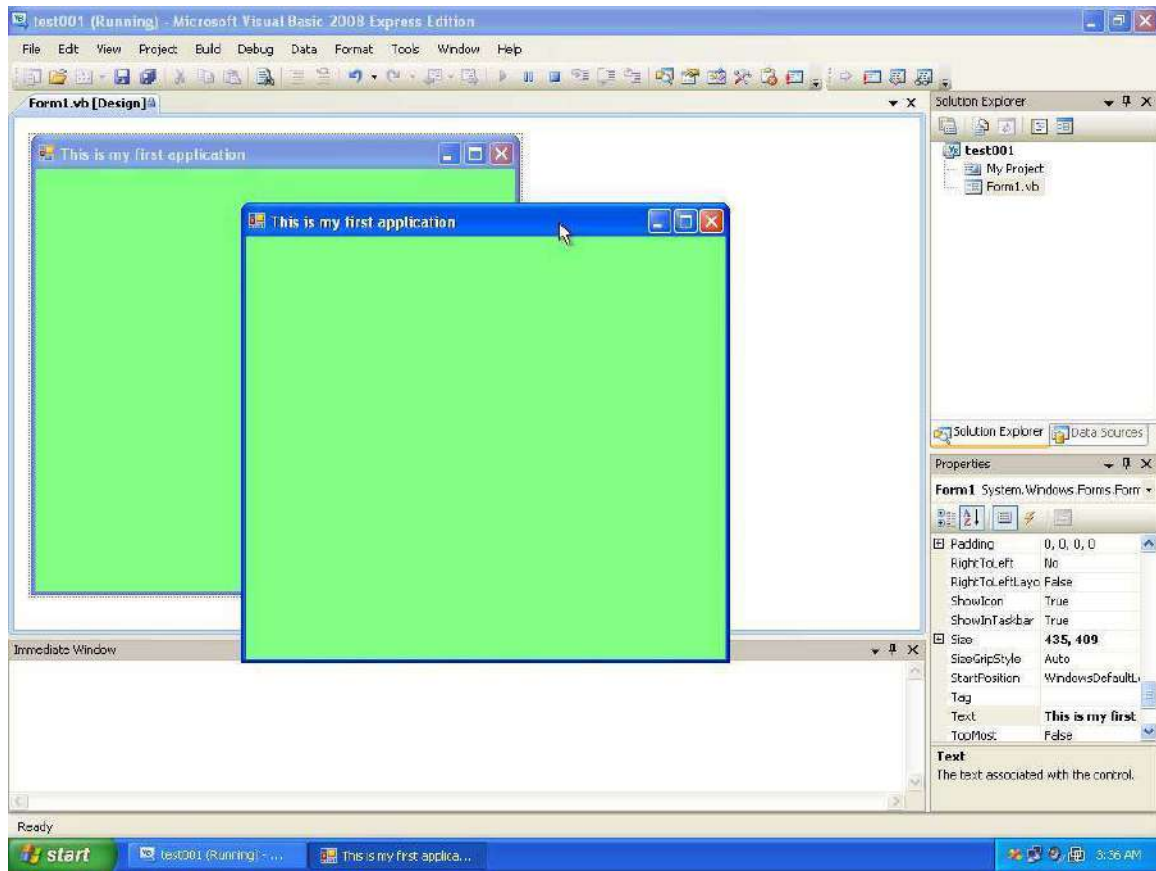 test001 (Running) - Microsoft Visual Basic 2008 Express Edition
File Edit View Project Build Debug Data Format Tools Window Help
Form1.vb [Design]
This is my first application
This is my first application
Solution Explorer
test001
My Project
Form1.vb
Solution Explorer Data Sources
Properties
Form1 System.Windows.Forms.Form
Padding 0, 0, 0, 0
RightToLeft No
RightToLeftLayo False
ShowIcon True
ShowInTaskbar True
Size 435, 409
SizeGripStyle Auto
StartPosition WindowsDefaultL
Tag
Text This is my first
TopMost False
Text
The text associated with the control.
Immediate Window
Ready
start test001 (Running) - ... This is my first applica... 3:36 AM